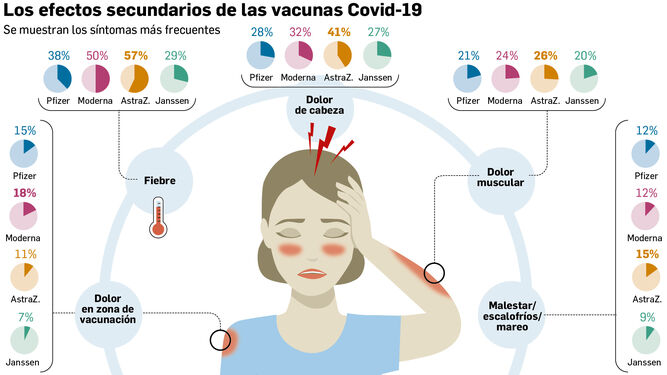 Los efectos secundarios de las vacunas Covid-19
Se muestran los síntomas más frecuentes
38% 50% 57% 29%
Pfizer Moderna AstraZ. Janssen
Fiebre
28% 32% 41% 27%
Pfizer Moderna AstraZ. Janssen
Dolor
de cabeza
21% 24% 26% 20%
Pfizer Moderna AstraZ. Janssen
Dolor
muscular
15%
Pfizer
18%
Moderna
11%
AstraZ.
7%
Janssen
Dolor
en zona de
vacunación
12%
Pfizer
12%
Moderna
15%
AstraZ.
9%
Janssen
Malestar/
escalofríos/
mareo